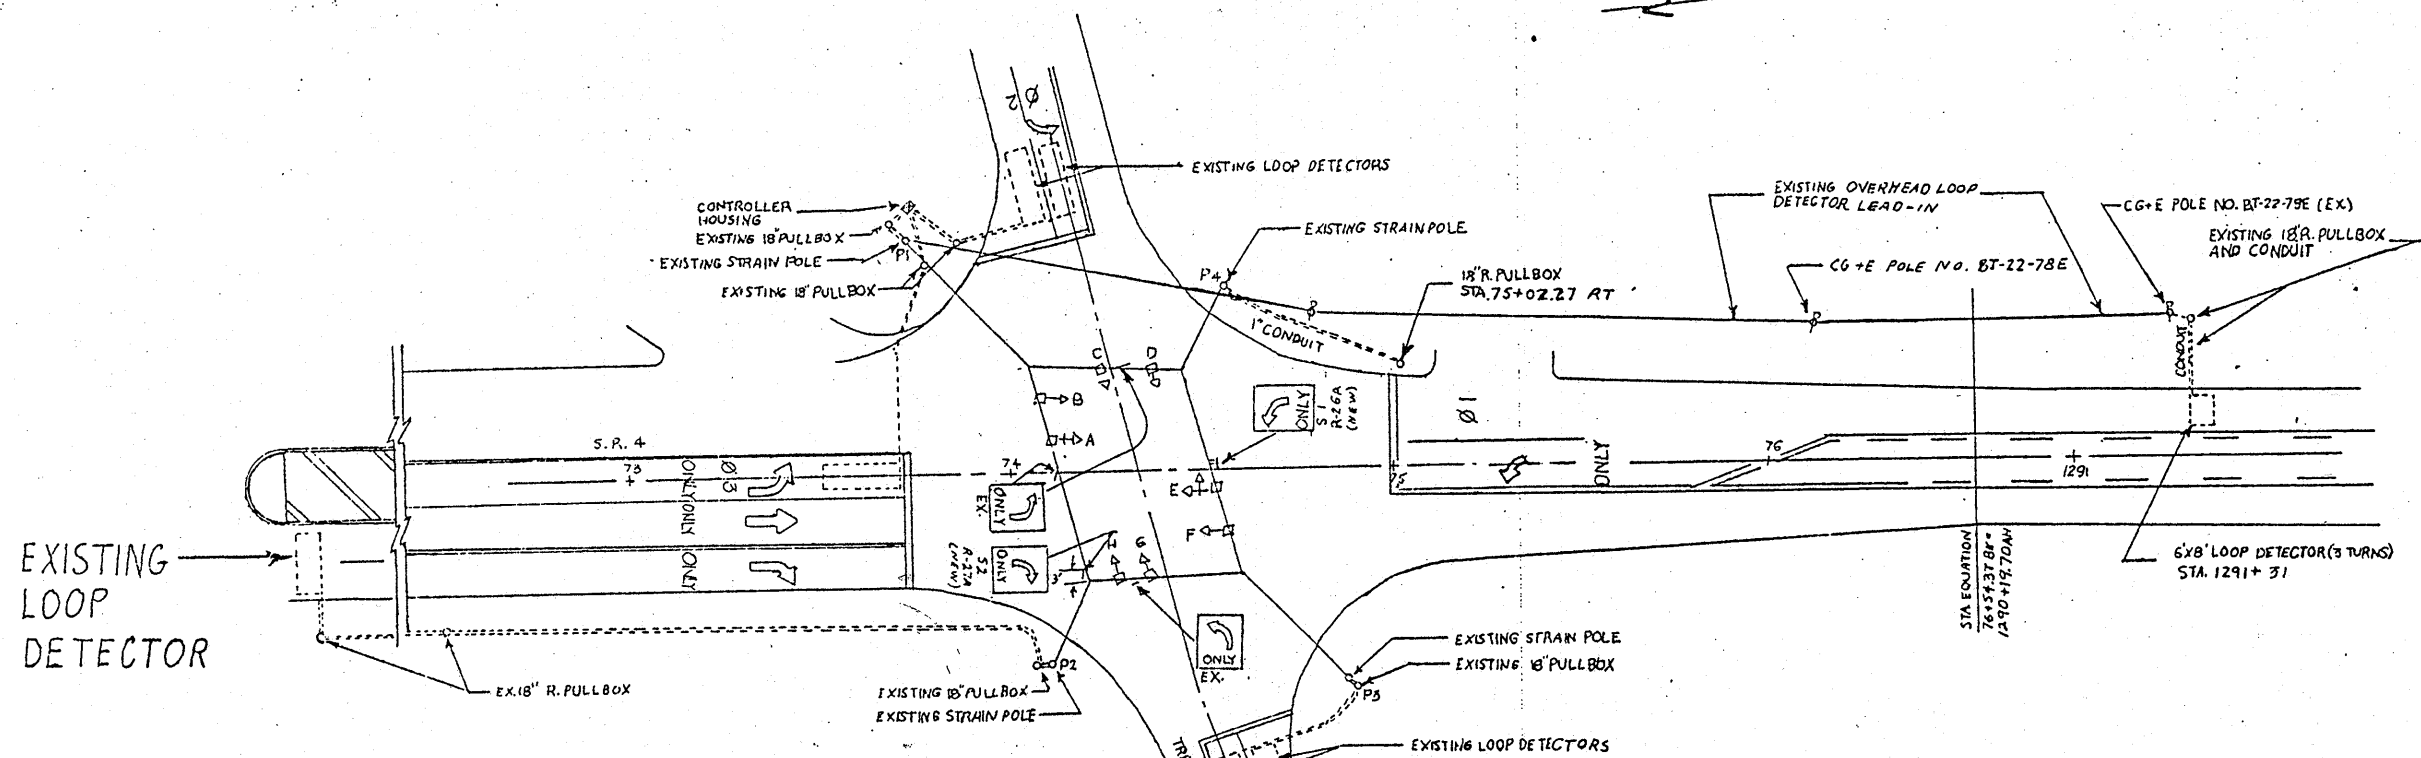 Ø 2
EXISTING LOOP DETECTORS
CONTROLLER
HOUSING
EXISTING 18" PULLBOX
P1
EXISTING STRAIN POLE
EXISTING 18" PULLBOX
EXISTING STRAIN POLE
P4
18" R. PULLBOX
STA. 75+02.27 RT
1" CONDUIT
EXISTING OVERHEAD LOOP
DETECTOR LEAD-IN
CG+E POLE NO. BT-22-79E (EX.)
EXISTING 18" R. PULLBOX
AND CONDUIT
CG+E POLE NO. BT-22-78E
CONDUIT
C
D
B
A
ONLY
S1
R-26A
(NEW)
Ø 1
S.R. 4
73
74
75
76
1291
ONLY
ONLY
ONLY
Ø3
ONLY
E
F
ONLY
EX.
ONLY
S2
R-27A
(NEW)
3'
H
G
ONLY
EX.
STA EQUATION
76+54.37 BK=
1290+19.70 AH
6'X8' LOOP DETECTOR (3 TURNS)
STA. 1291+31
EXISTING
LOOP
DETECTOR
EX. 18" R. PULLBOX
P2
EXISTING 18" PULLBOX
EXISTING STRAIN POLE
EXISTING STRAIN POLE
EXISTING 18" PULLBOX
P3
EXISTING LOOP DETECTORS